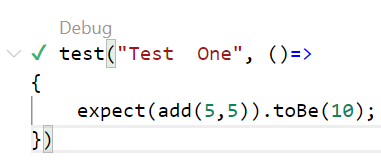 Debug
test("Test  One", ()=>
{
    expect(add(5,5)).toBe(10);
})